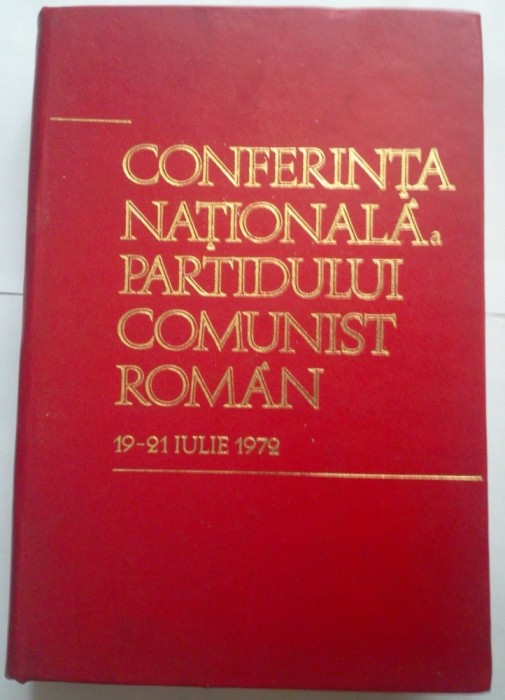 CONFERINȚA
NAȚIONALĂ a
PARTIDULUI
COMUNIST
ROMÂN
19-21 IULIE 1972